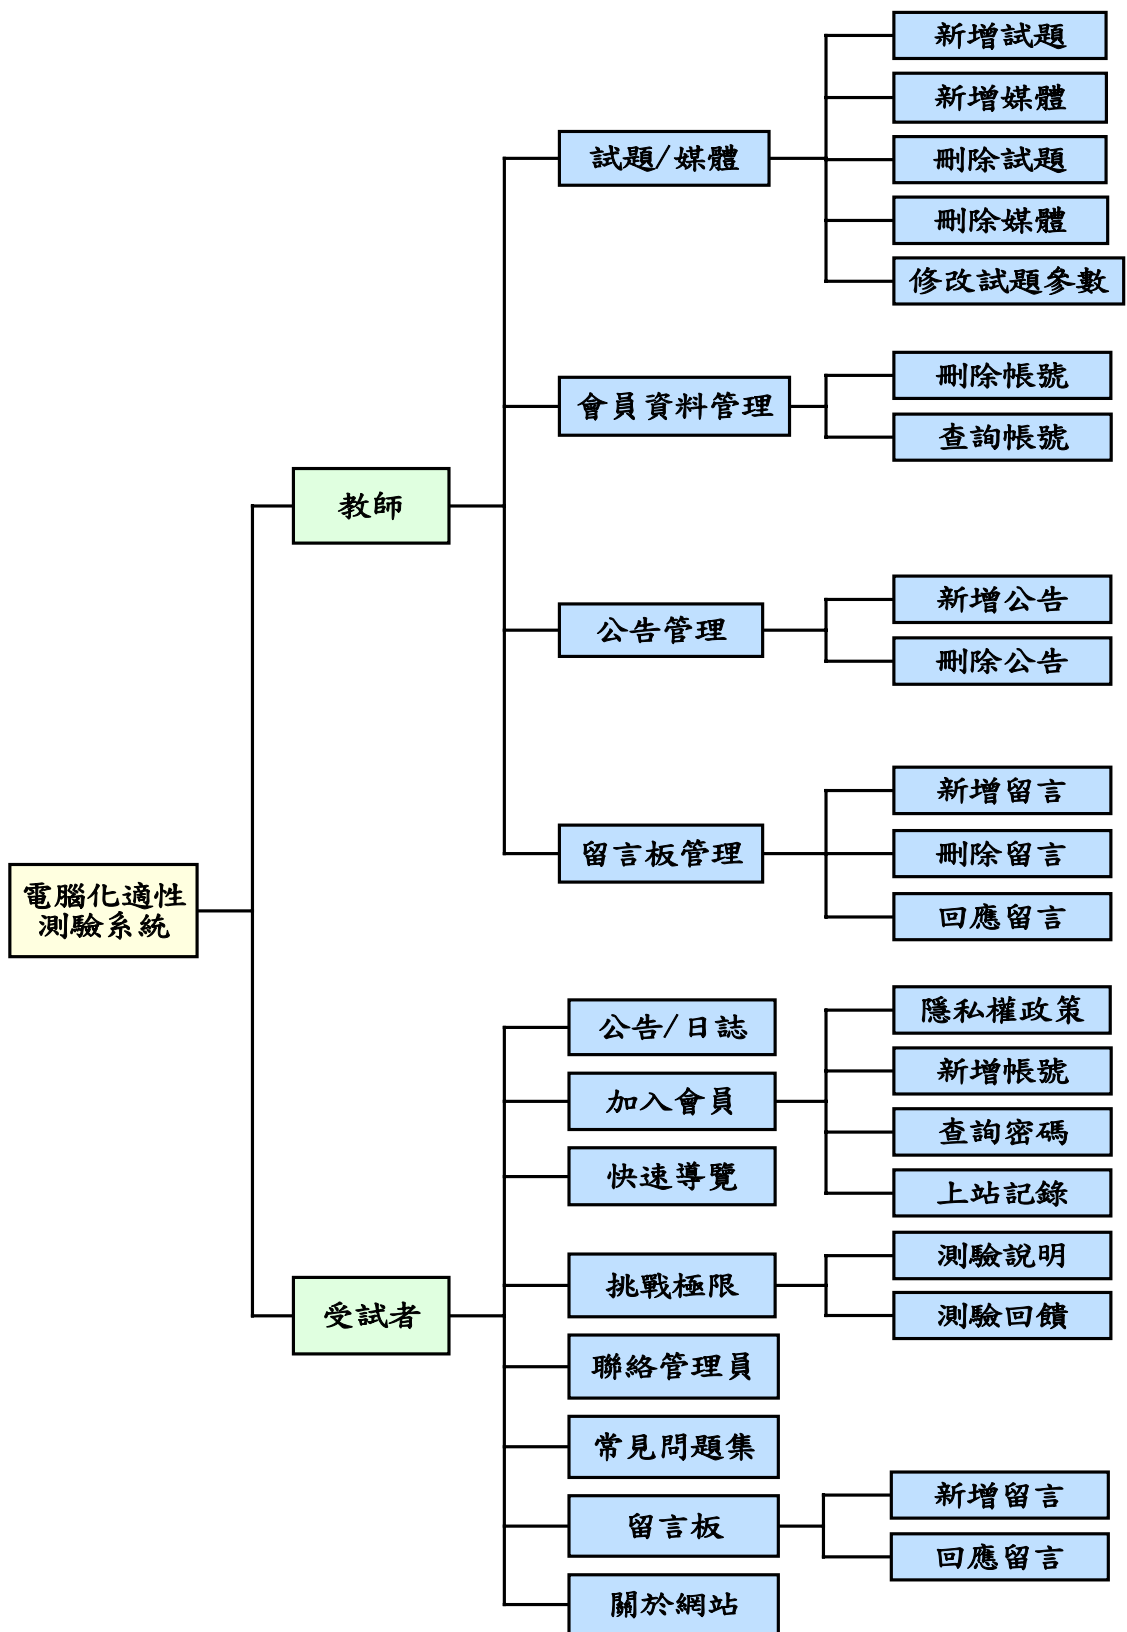 電腦化適性
測驗系統
教師
試題/媒體
新增試題
新增媒體
刪除試題
刪除媒體
修改試題參數
會員資料管理
刪除帳號
查詢帳號
公告管理
新增公告
刪除公告
留言板管理
新增留言
刪除留言
回應留言
受試者
公告/日誌
加入會員
隱私權政策
新增帳號
查詢密碼
上站記錄
快速導覽
挑戰極限
測驗說明
測驗回饋
聯絡管理員
常見問題集
留言板
新增留言
回應留言
關於網站